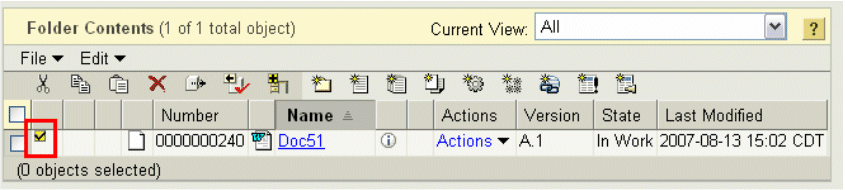 Folder Contents (1 of 1 total object) Current View: All ?
File Edit
Number Name Actions Version State Last Modified
0000000240 Doc51 Actions A.1 In Work 2007-08-13 15:02 CDT
(0 objects selected)